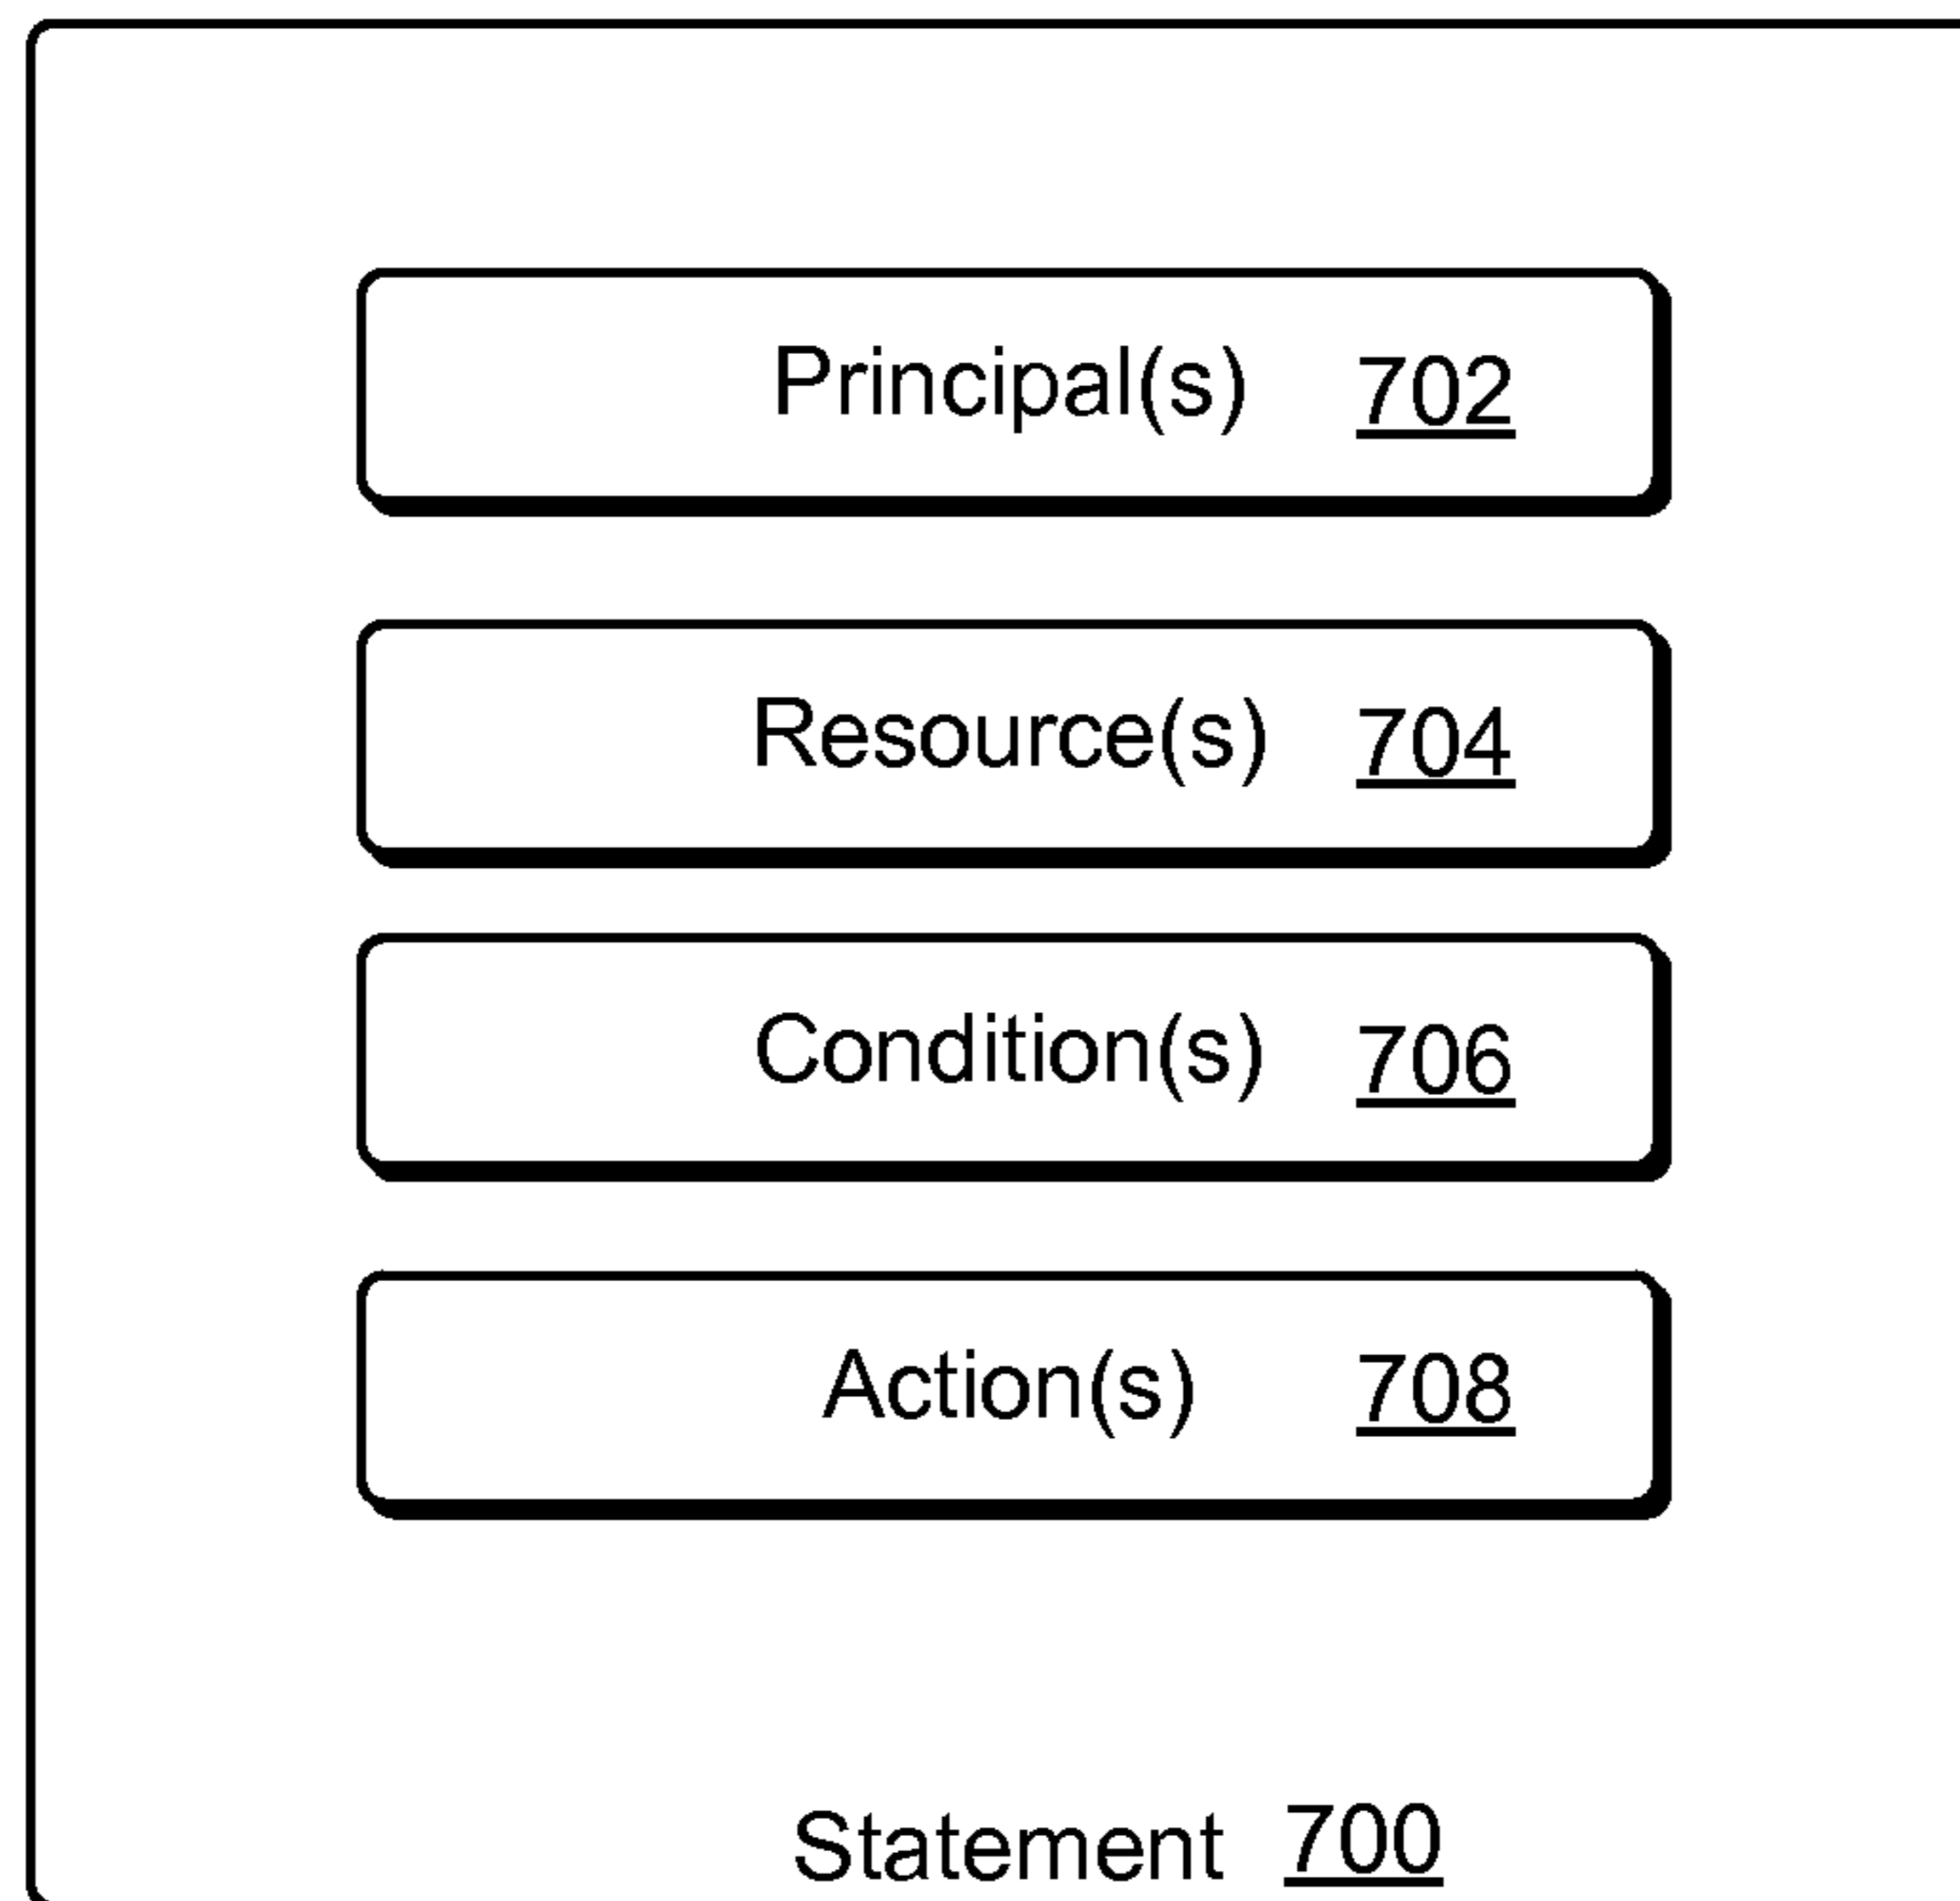 Principal(s) 702
Resource(s) 704
Condition(s) 706
Action(s) 708
Statement 700